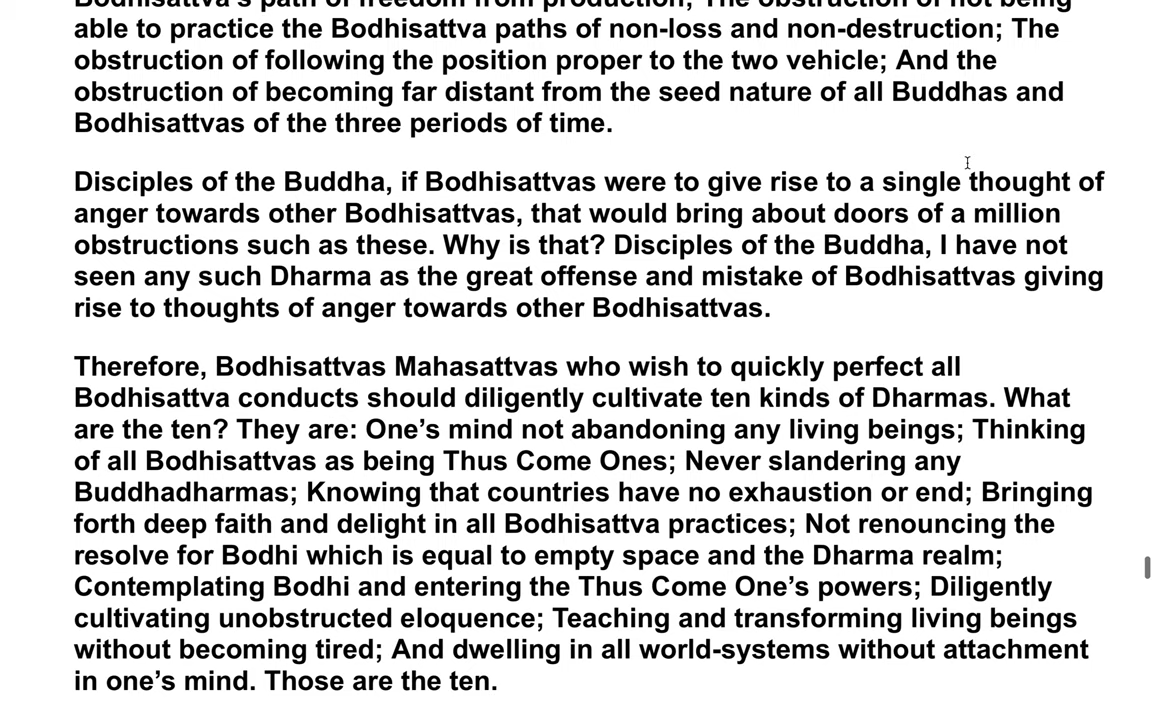 Bodhisattva's path of freedom from production; The obstruction of not being
able to practice the Bodhisattva paths of non-loss and non-destruction; The
obstruction of following the position proper to the two vehicle; And the
obstruction of becoming far distant from the seed nature of all Buddhas and
Bodhisattvas of the three periods of time.
Disciples of the Buddha, if Bodhisattvas were to give rise to a single thought of
anger towards other Bodhisattvas, that would bring about doors of a million
obstructions such as these. Why is that? Disciples of the Buddha, I have not
seen any such Dharma as the great offense and mistake of Bodhisattvas giving
rise to thoughts of anger towards other Bodhisattvas.
Therefore, Bodhisattvas Mahasattvas who wish to quickly perfect all
Bodhisattva conducts should diligently cultivate ten kinds of Dharmas. What
are the ten? They are: One’s mind not abandoning any living beings; Thinking
of all Bodhisattvas as being Thus Come Ones; Never slandering any
Buddhadharmas; Knowing that countries have no exhaustion or end; Bringing
forth deep faith and delight in all Bodhisattva practices; Not renouncing the
resolve for Bodhi which is equal to empty space and the Dharma realm;
Contemplating Bodhi and entering the Thus Come One’s powers; Diligently
cultivating unobstructed eloquence; Teaching and transforming living beings
without becoming tired; And dwelling in all world-systems without attachment
in one’s mind. Those are the ten.